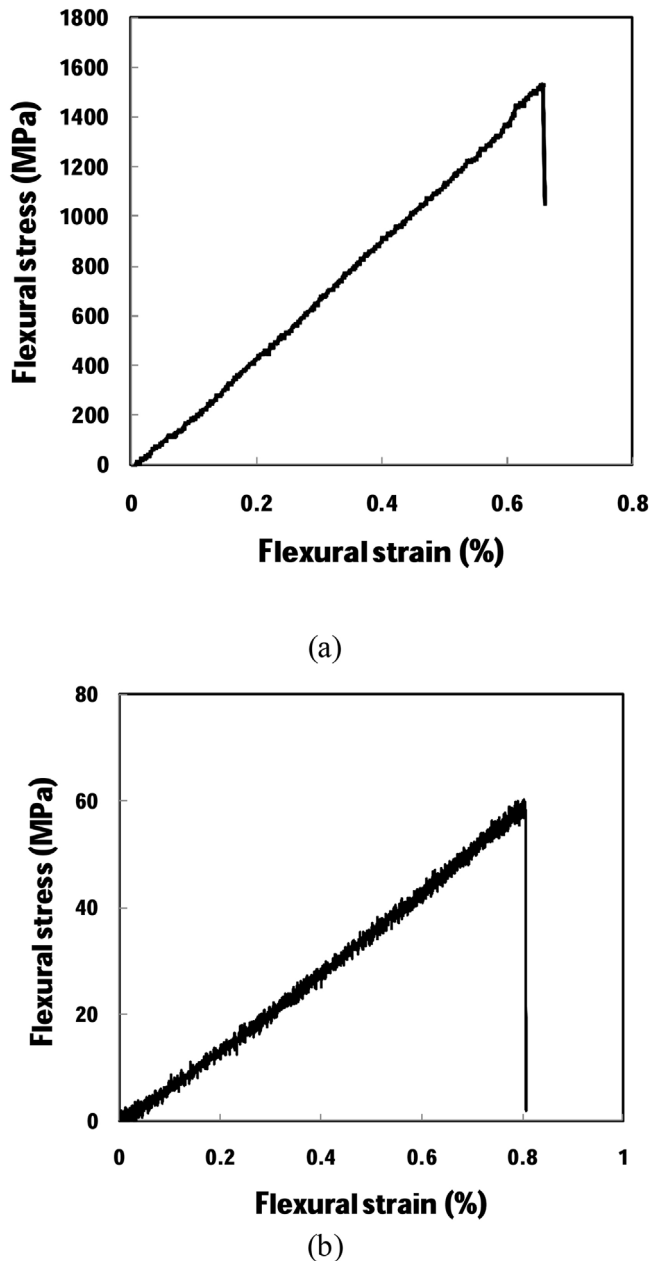 1800
1600
1400
1200
1000
800
600
400
200
0
Flexural stress (MPa)
0 0.2 0.4 0.6 0.8
Flexural strain (%)
(a)
80
60
40
20
0
Flexural stress (MPa)
0 0.2 0.4 0.6 0.8 1
Flexural strain (%)
(b)